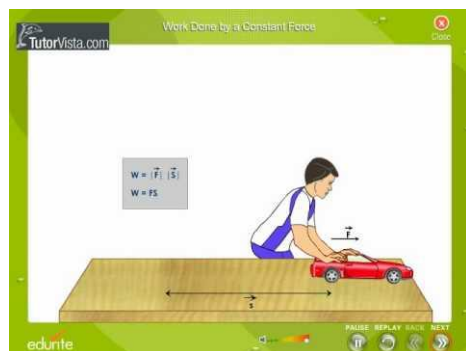 TutorVista.com
Work Done by a Constant Force
Close
W = |F| |S|
W = FS
F
s
edurite
PAUSE REPLAY BACK NEXT